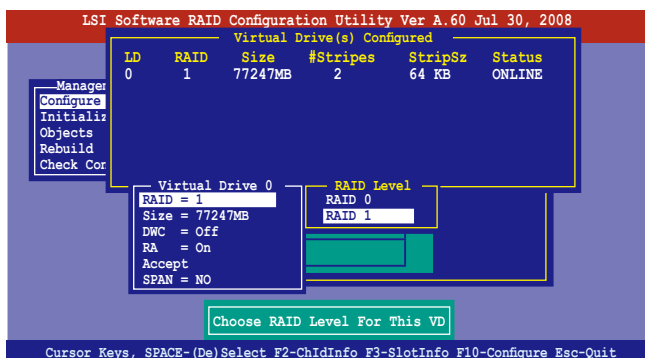 LSI Software RAID Configuration Utility Ver A.60 Jul 30, 2008
Virtual Drive(s) Configured
LD RAID Size #Stripes StripSz Status
0 1 77247MB 2 64 KB ONLINE
Configure
Objects
Rebuild
Check
Virtual Drive 0
RAID = 1
Size = 77247MB
DWC = Off
RA = On
Accept
SPAN = NO
RAID Level
RAID 0
RAID 1
Choose RAID Level For This VD
Cursor Keys, SPACE-(De)Select F2-ChIdInfo F3-SlotInfo F10-Configure Esc-Quit